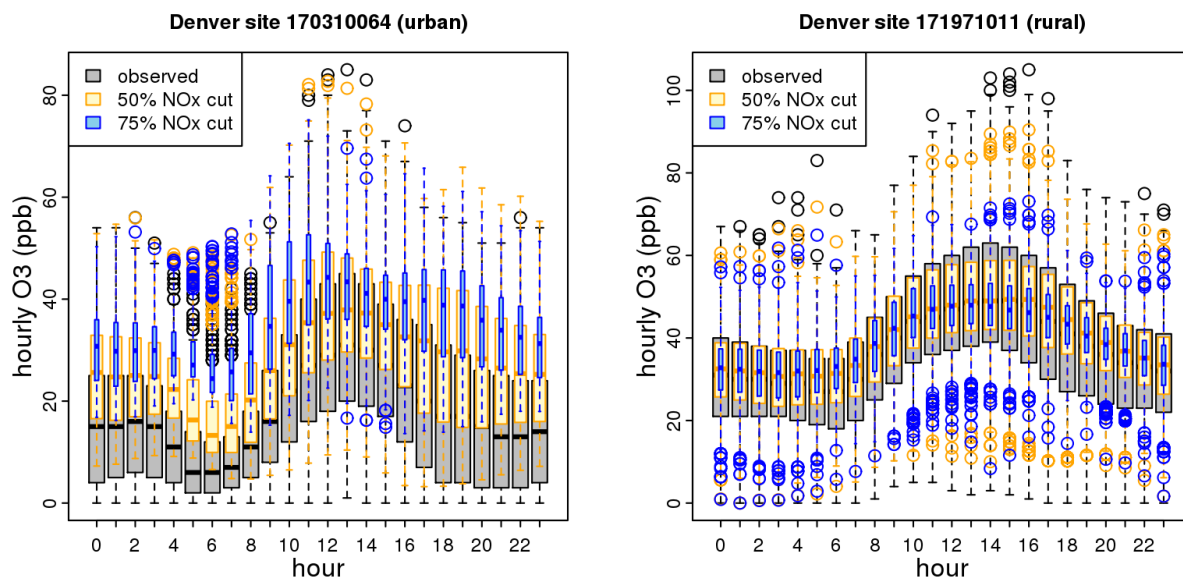 Denver site 170310064 (urban)
observed
50% NOx cut
75% NOx cut
hourly O3 (ppb)
0 20 40 60 80
0 2 4 6 8 10 12 14 16 18 20 22
hour
Denver site 171971011 (rural)
observed
50% NOx cut
75% NOx cut
hourly O3 (ppb)
0 20 40 60 80 100
0 2 4 6 8 10 12 14 16 18 20 22
hour